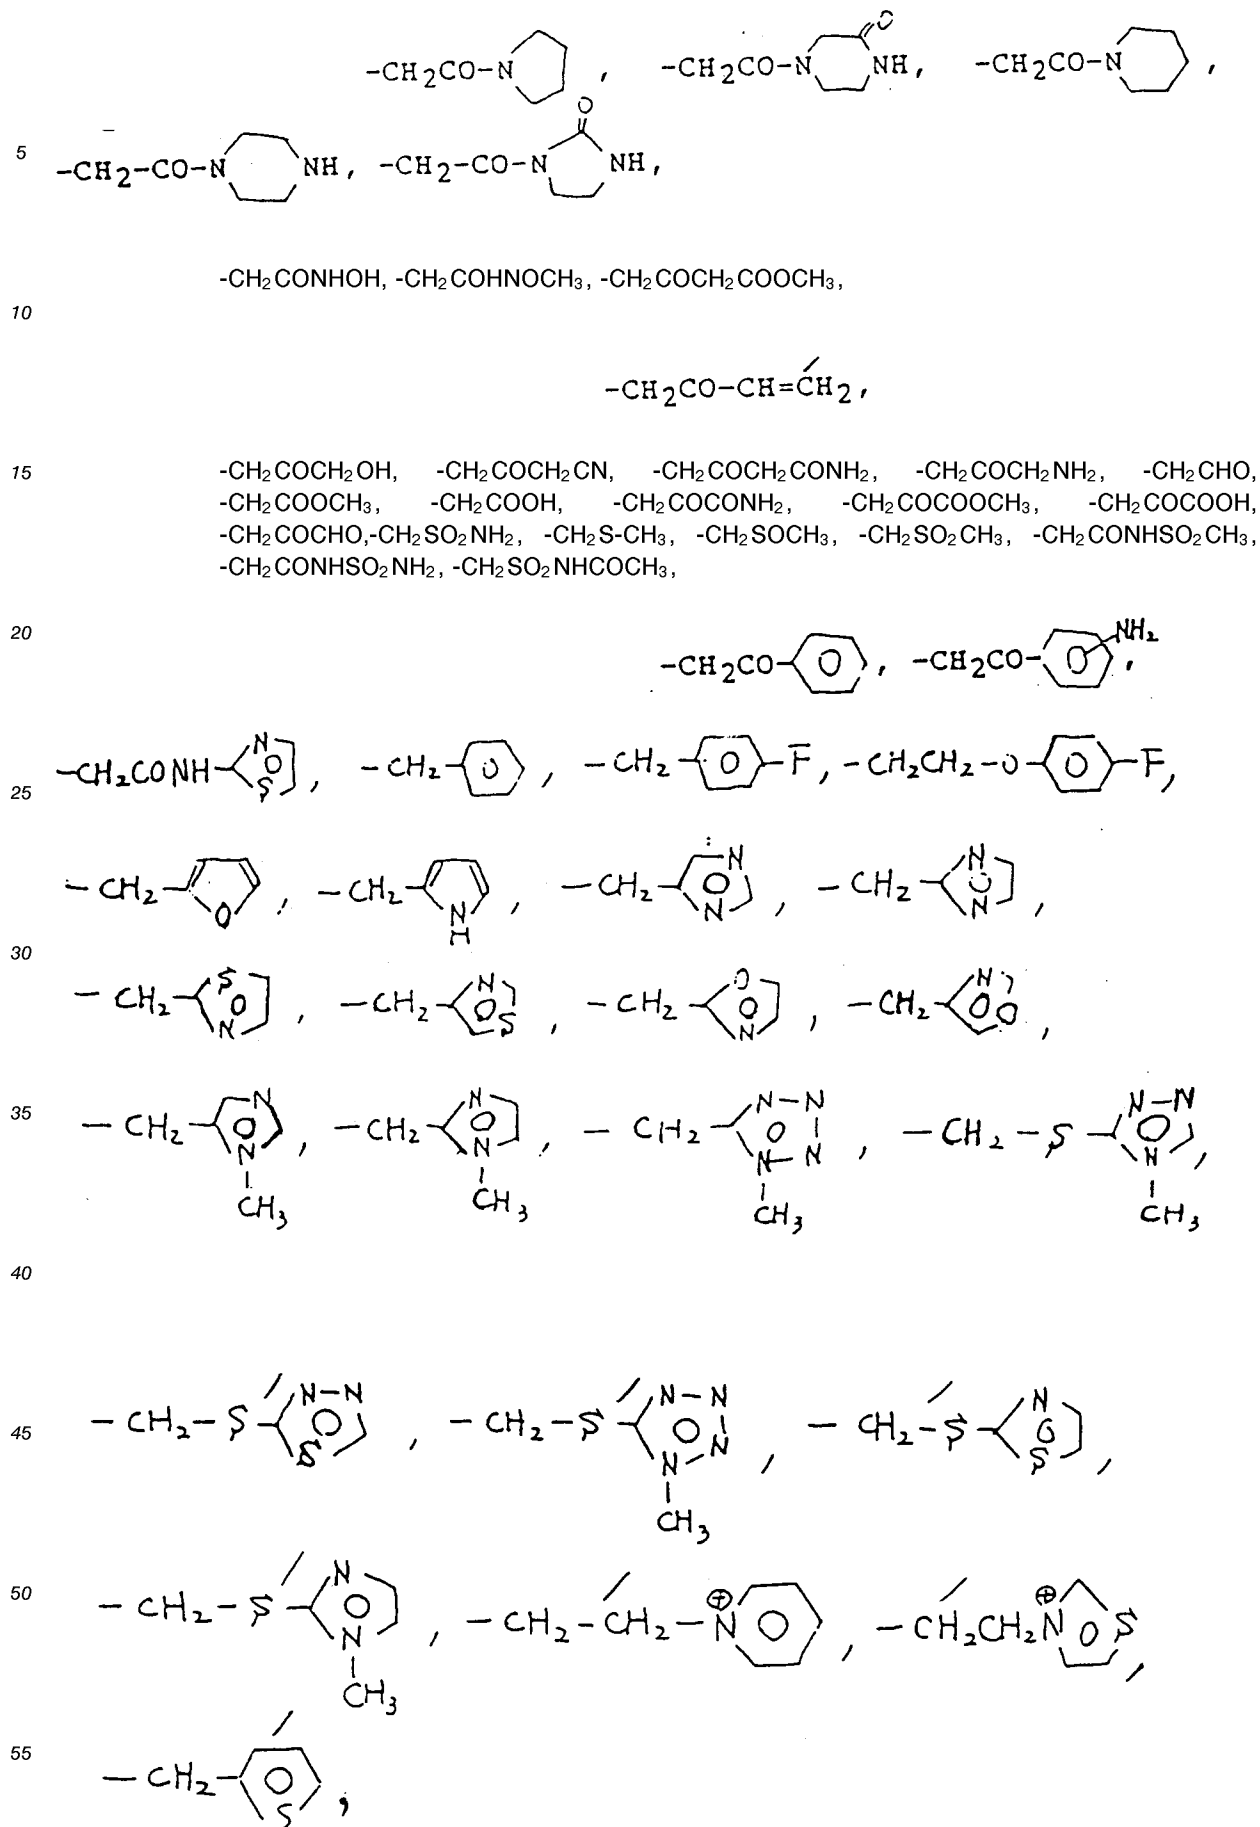 -CH₂CO-N , -CH₂CO-N O NH, -CH₂CO-N ,
5 -CH₂-CO-N NH, -CH₂-CO-N O NH,
-CH₂CONHOH, -CH₂COHNOCH₃, -CH₂COCH₂COOCH₃,
10
-CH₂CO-CH=CH₂,
15 -CH₂COCH₂OH, -CH₂COCH₂CN, -CH₂COCH₂CONH₂, -CH₂COCH₂NH₂, -CH₂CHO,
-CH₂COOCH₃, -CH₂COOH, -CH₂COCONH₂, -CH₂COCOOCH₃, -CH₂COCOOH,
-CH₂COCHO,-CH₂SO₂NH₂, -CH₂S-CH₃, -CH₂SOCH₃, -CH₂SO₂CH₃, -CH₂CONHSO₂CH₃,
-CH₂CONHSO₂NH₂, -CH₂SO₂NHCOCH₃,
20
-CH₂CO- , -CH₂CO- NH₂,
25 -CH₂CONH- N S , -CH₂- , -CH₂- -F, -CH₂CH₂-O- -F,
-CH₂- O , -CH₂- N H , -CH₂- N N , -CH₂- N N ,
30
-CH₂- S N , -CH₂- N S , -CH₂- O N , -CH₂- N O ,
35 -CH₂- N N CH₃ , -CH₂- N N CH₃ , -CH₂- N-N N N CH₃ , -CH₂-S- N-N N CH₃ ,
40
45 -CH₂-S- N-N S , -CH₂-S- N-N N N CH₃ , -CH₂-S- N S ,
50 -CH₂-S- N N CH₃ , -CH₂-CH₂-N⊕ , -CH₂CH₂N⊕ S ,
55 -CH₂- S ,